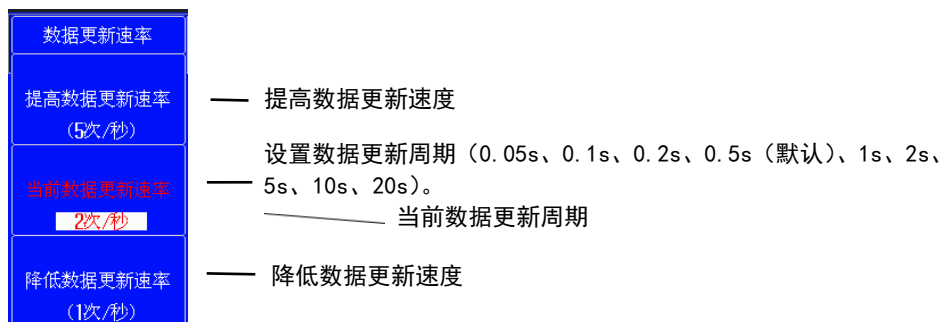 数据更新速率
提高数据更新速率
(5次/秒)
提高数据更新速度
设置数据更新周期（0.05s、0.1s、0.2s、0.5s（默认）、1s、2s、
5s、10s、20s）。
当前数据更新速率
2次/秒
当前数据更新周期
降低数据更新速率
(1次/秒)
降低数据更新速度